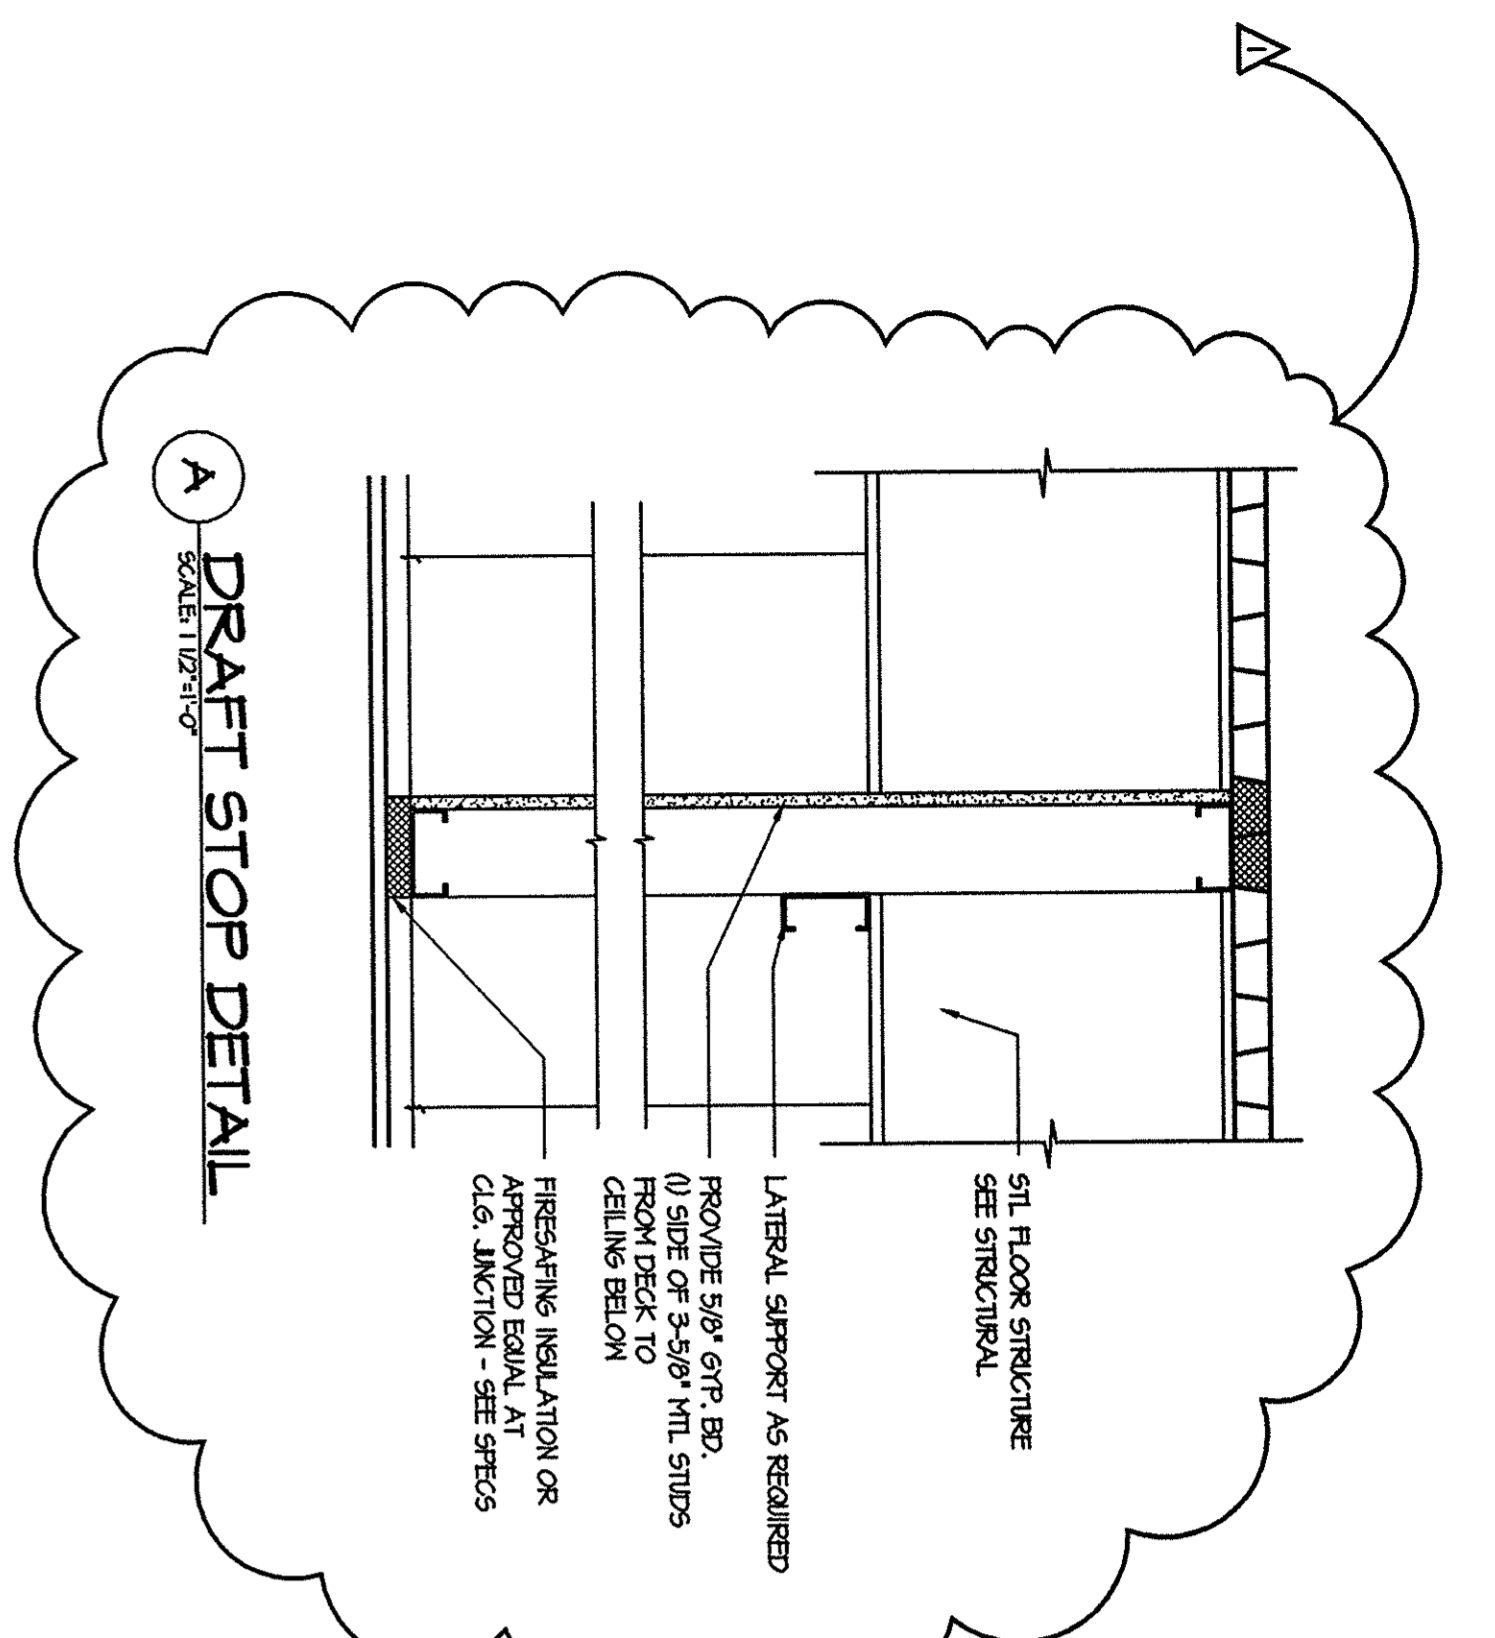 1
STL FLOOR STRUCTURE
SEE STRUCTURAL
LATERAL SUPPORT AS REQUIRED
PROVIDE 5/8" GYP. BD.
(1) SIDE OF 3-5/8" MTL STUDS
FROM DECK TO
CEILING BELOW
FIRESAFING INSULATION OR
APPROVED EQUAL AT
CLG. JUNCTION - SEE SPECS
A
DRAFT STOP DETAIL
SCALE: 1 1/2"=1'-0"